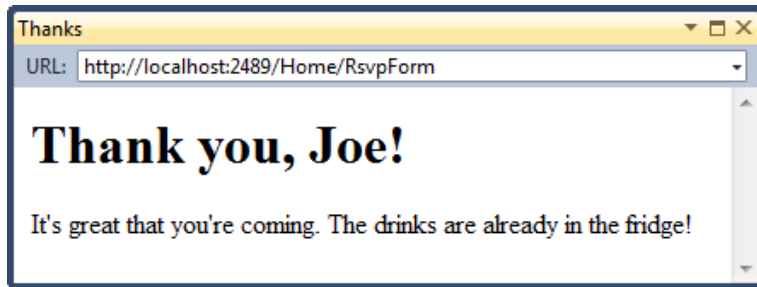 Thanks
URL: http://localhost:2489/Home/RsvpForm
Thank you, Joe!
It's great that you're coming. The drinks are already in the fridge!